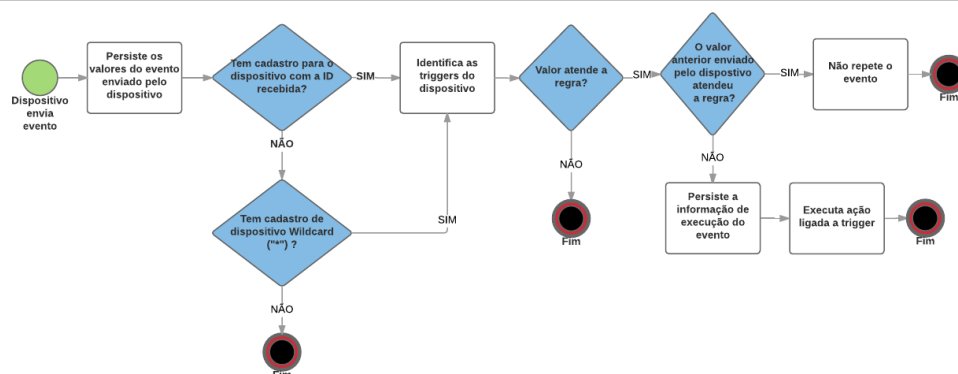 Dispositivo
envia
evento
Persiste os
valores do evento
enviado pelo
dispositivo
Tem cadastro para o
dispositivo com a ID
recebida?
SIM
NÃO
Tem cadastro de
dispositivo Wildcard
("*") ?
SIM
NÃO
Fim
Identifica as
triggers do
dispositivo
Valor atende a
regra?
SIM
NÃO
Fim
O valor
anterior enviado
pelo dispostivo
atendeu
a regra?
SIM
Não repete o
evento
Fim
NÃO
Persiste a
informação de
execução do
evento
Executa ação
ligada a trigger
Fim